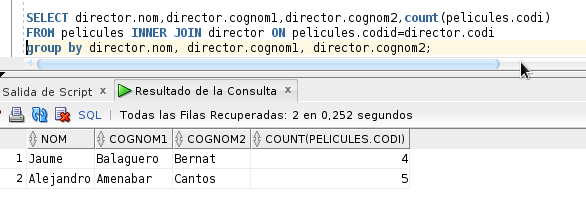 SELECT director.nom,director.cognom1,director.cognom2,count(pelicules.codi)
FROM pelicules INNER JOIN director ON pelicules.codid=director.codi
group by director.nom, director.cognom1, director.cognom2;
Salida de Script × Resultado de la Consulta ×
SQL | Todas las Filas Recuperadas: 2 en 0,252 segundos
NOM COGNOM1 COGNOM2 COUNT(PELICULES.CODI)
1 Jaume Balaguero Bernat 4
2 Alejandro Amenabar Cantos 5